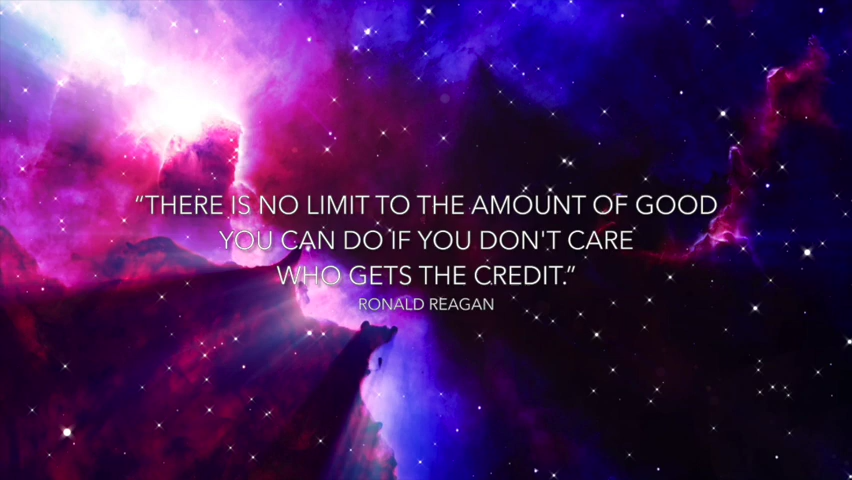 “THERE IS NO LIMIT TO THE AMOUNT OF GOOD
YOU CAN DO IF YOU DON'T CARE
WHO GETS THE CREDIT.”
RONALD REAGAN